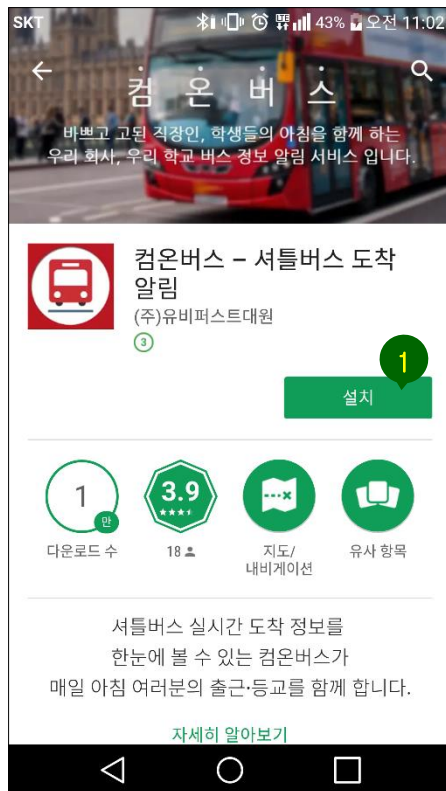 SKT 43% 오전 11:02
컴온버스
바쁘고 고된 직장인, 학생들의 아침을 함께 하는
우리 회사, 우리 학교 버스 정보 알림 서비스 입니다.
컴온버스 – 셔틀버스 도착
알림
(주)유비퍼스트대원
3
1
설치
1 만
3.9
다운로드 수
18
지도/
내비게이션
유사 항목
셔틀버스 실시간 도착 정보를
한눈에 볼 수 있는 컴온버스가
매일 아침 여러분의 출근·등교를 함께 합니다.
자세히 알아보기